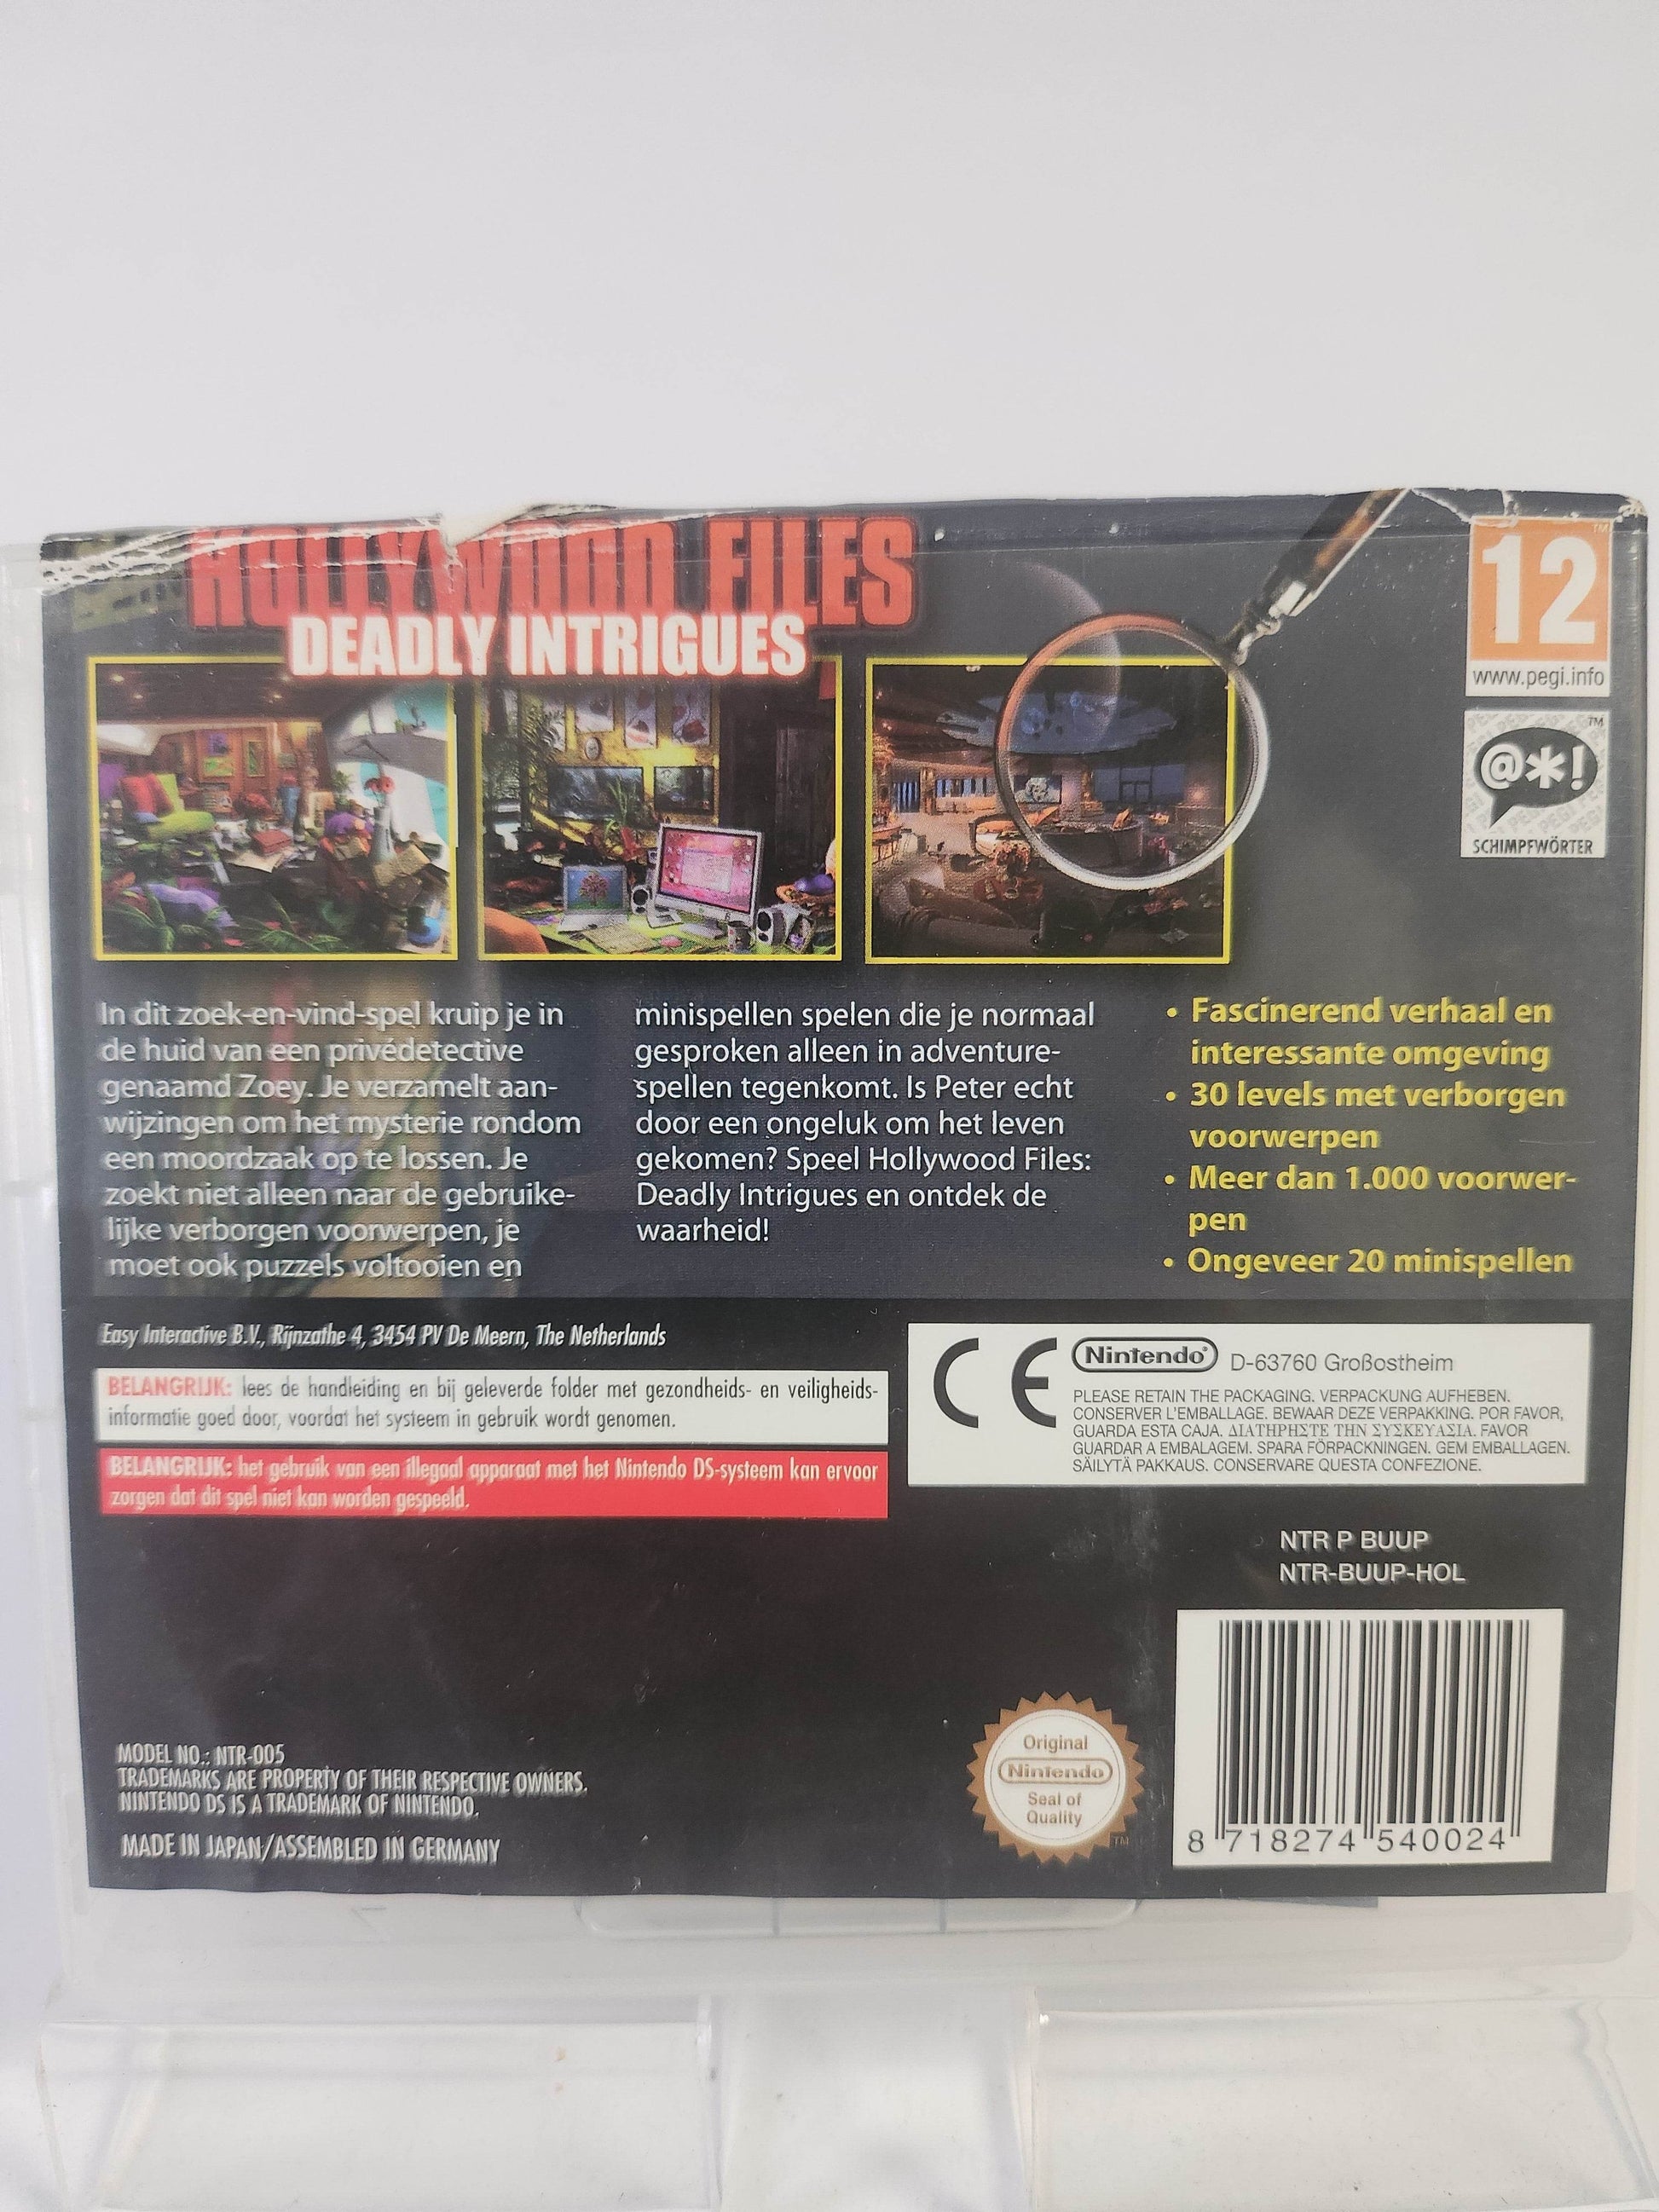 HOLLYWOOD FILES
DEADLY INTRIGUES
12
www.pegi.info
@*!
SCHIMPFWÖRTER
In dit zoek-en-vind-spel kruip je in
de huid van een privédetective
genaamd Zoey. Je verzamelt aan-
wijzingen om het mysterie rondom
een moordzaak op te lossen. Je
zoekt niet alleen naar de gebruike-
lijke verborgen voorwerpen, je
moet ook puzzels voltooien en
minispellen spelen die je normaal
gesproken alleen in adventure-
spellen tegenkomt. Is Peter echt
door een ongeluk om het leven
gekomen? Speel Hollywood Files:
Deadly Intrigues en ontdek de
waarheid!
• Fascinerend verhaal en
interessante omgeving
• 30 levels met verborgen
voorwerpen
• Meer dan 1.000 voorwer-
pen
• Ongeveer 20 minispellen
Easy Interactive B.V., Rijnzathe 4, 3454 PV De Meern, The Netherlands
BELANGRIJK: lees de handleiding en bij geleverde folder met gezondheids- en veiligheids-
informatie goed door, voordat het systeem in gebruik wordt genomen.
BELANGRIJK: het gebruik van een illegaal apparaat met het Nintendo DS-systeem kan ervoor
zorgen dat dit spel niet kan worden gespeeld.
CE Nintendo® D-63760 Großostheim
PLEASE RETAIN THE PACKAGING. VERPACKUNG AUFHEBEN.
CONSERVER L'EMBALLAGE. BEWAAR DEZE VERPAKKING. POR FAVOR,
GUARDA ESTA CAJA. ΔΙΑΤΗΡΗΣΤΕ ΤΗΝ ΣΥΣΚΕΥΑΣΙΑ. FAVOR
GUARDAR A EMBALAGEM. SPARA FÖRPACKNINGEN. GEM EMBALLAGEN.
SÄILYTÄ PAKKAUS. CONSERVARE QUESTA CONFEZIONE.
NTR P BUUP
NTR-BUUP-HOL
MODEL NO.: NTR-005
TRADEMARKS ARE PROPERTY OF THEIR RESPECTIVE OWNERS.
NINTENDO DS IS A TRADEMARK OF NINTENDO.
MADE IN JAPAN/ASSEMBLED IN GERMANY
Original
Nintendo
Seal of
Quality
TM
8 718274 540024